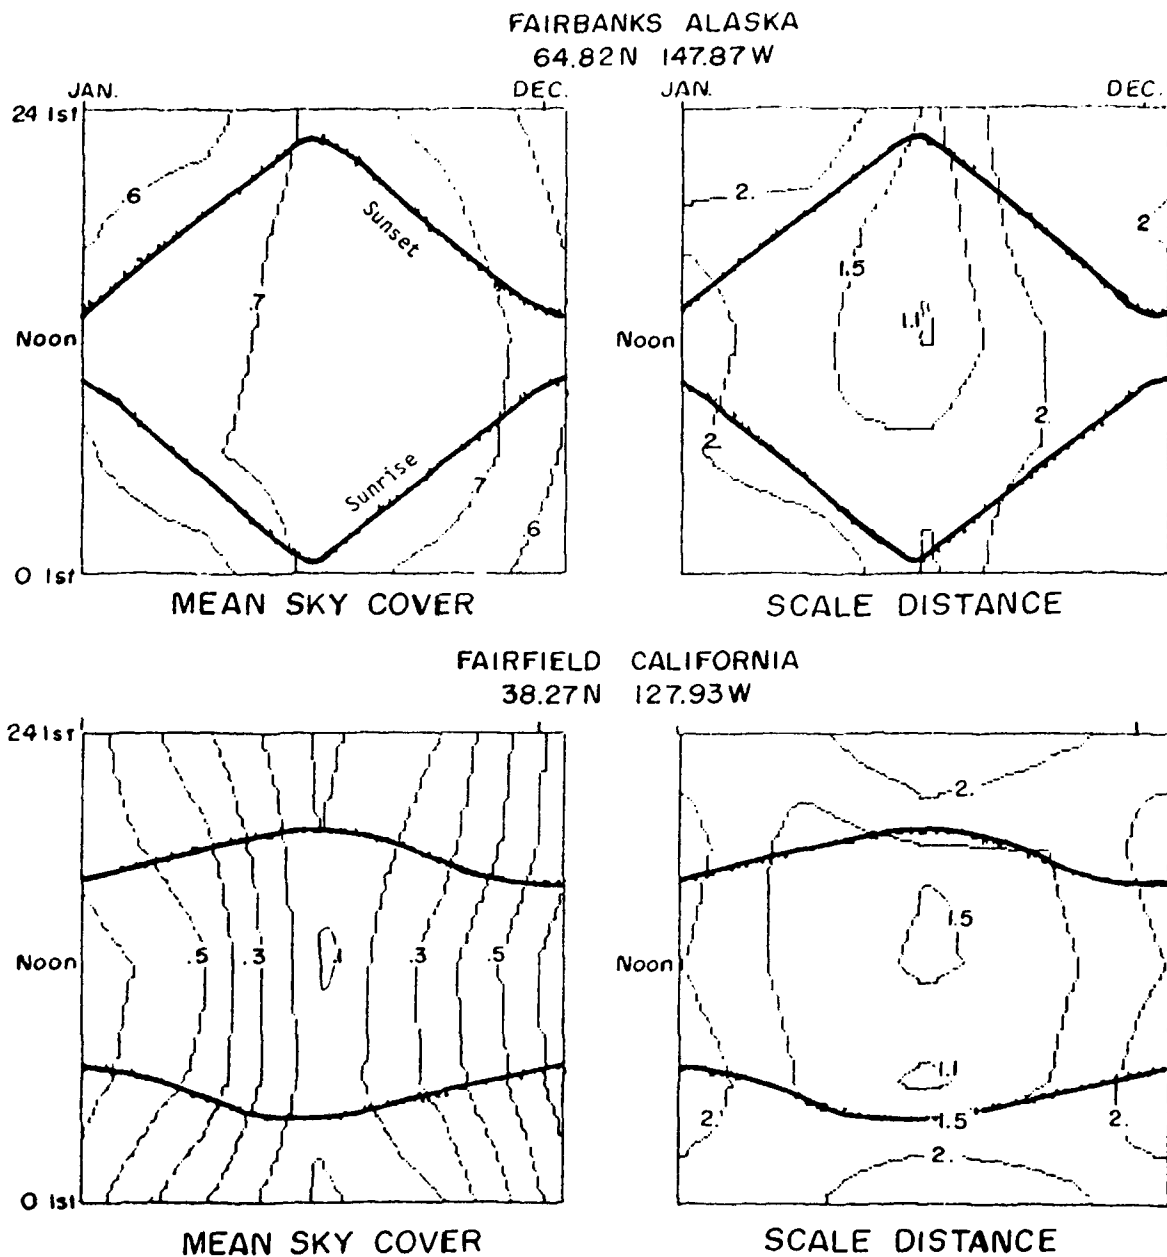 FAIRBANKS ALASKA
64.82N 147.87W
JAN. DEC. JAN. DEC.
24 lst
.6
Sunset
.7
Noon
Sunrise
.7
.6
0 lst
2.
2
1.5
1.1
Noon
2.
2.
MEAN SKY COVER SCALE DISTANCE
FAIRFIELD CALIFORNIA
38.27N 127.93W
24 lst
Noon .5 .3 .1 .3 .5
0 lst
2.
1.5
Noon
1.1
2. 1.5 2.
2.
MEAN SKY COVER SCALE DISTANCE